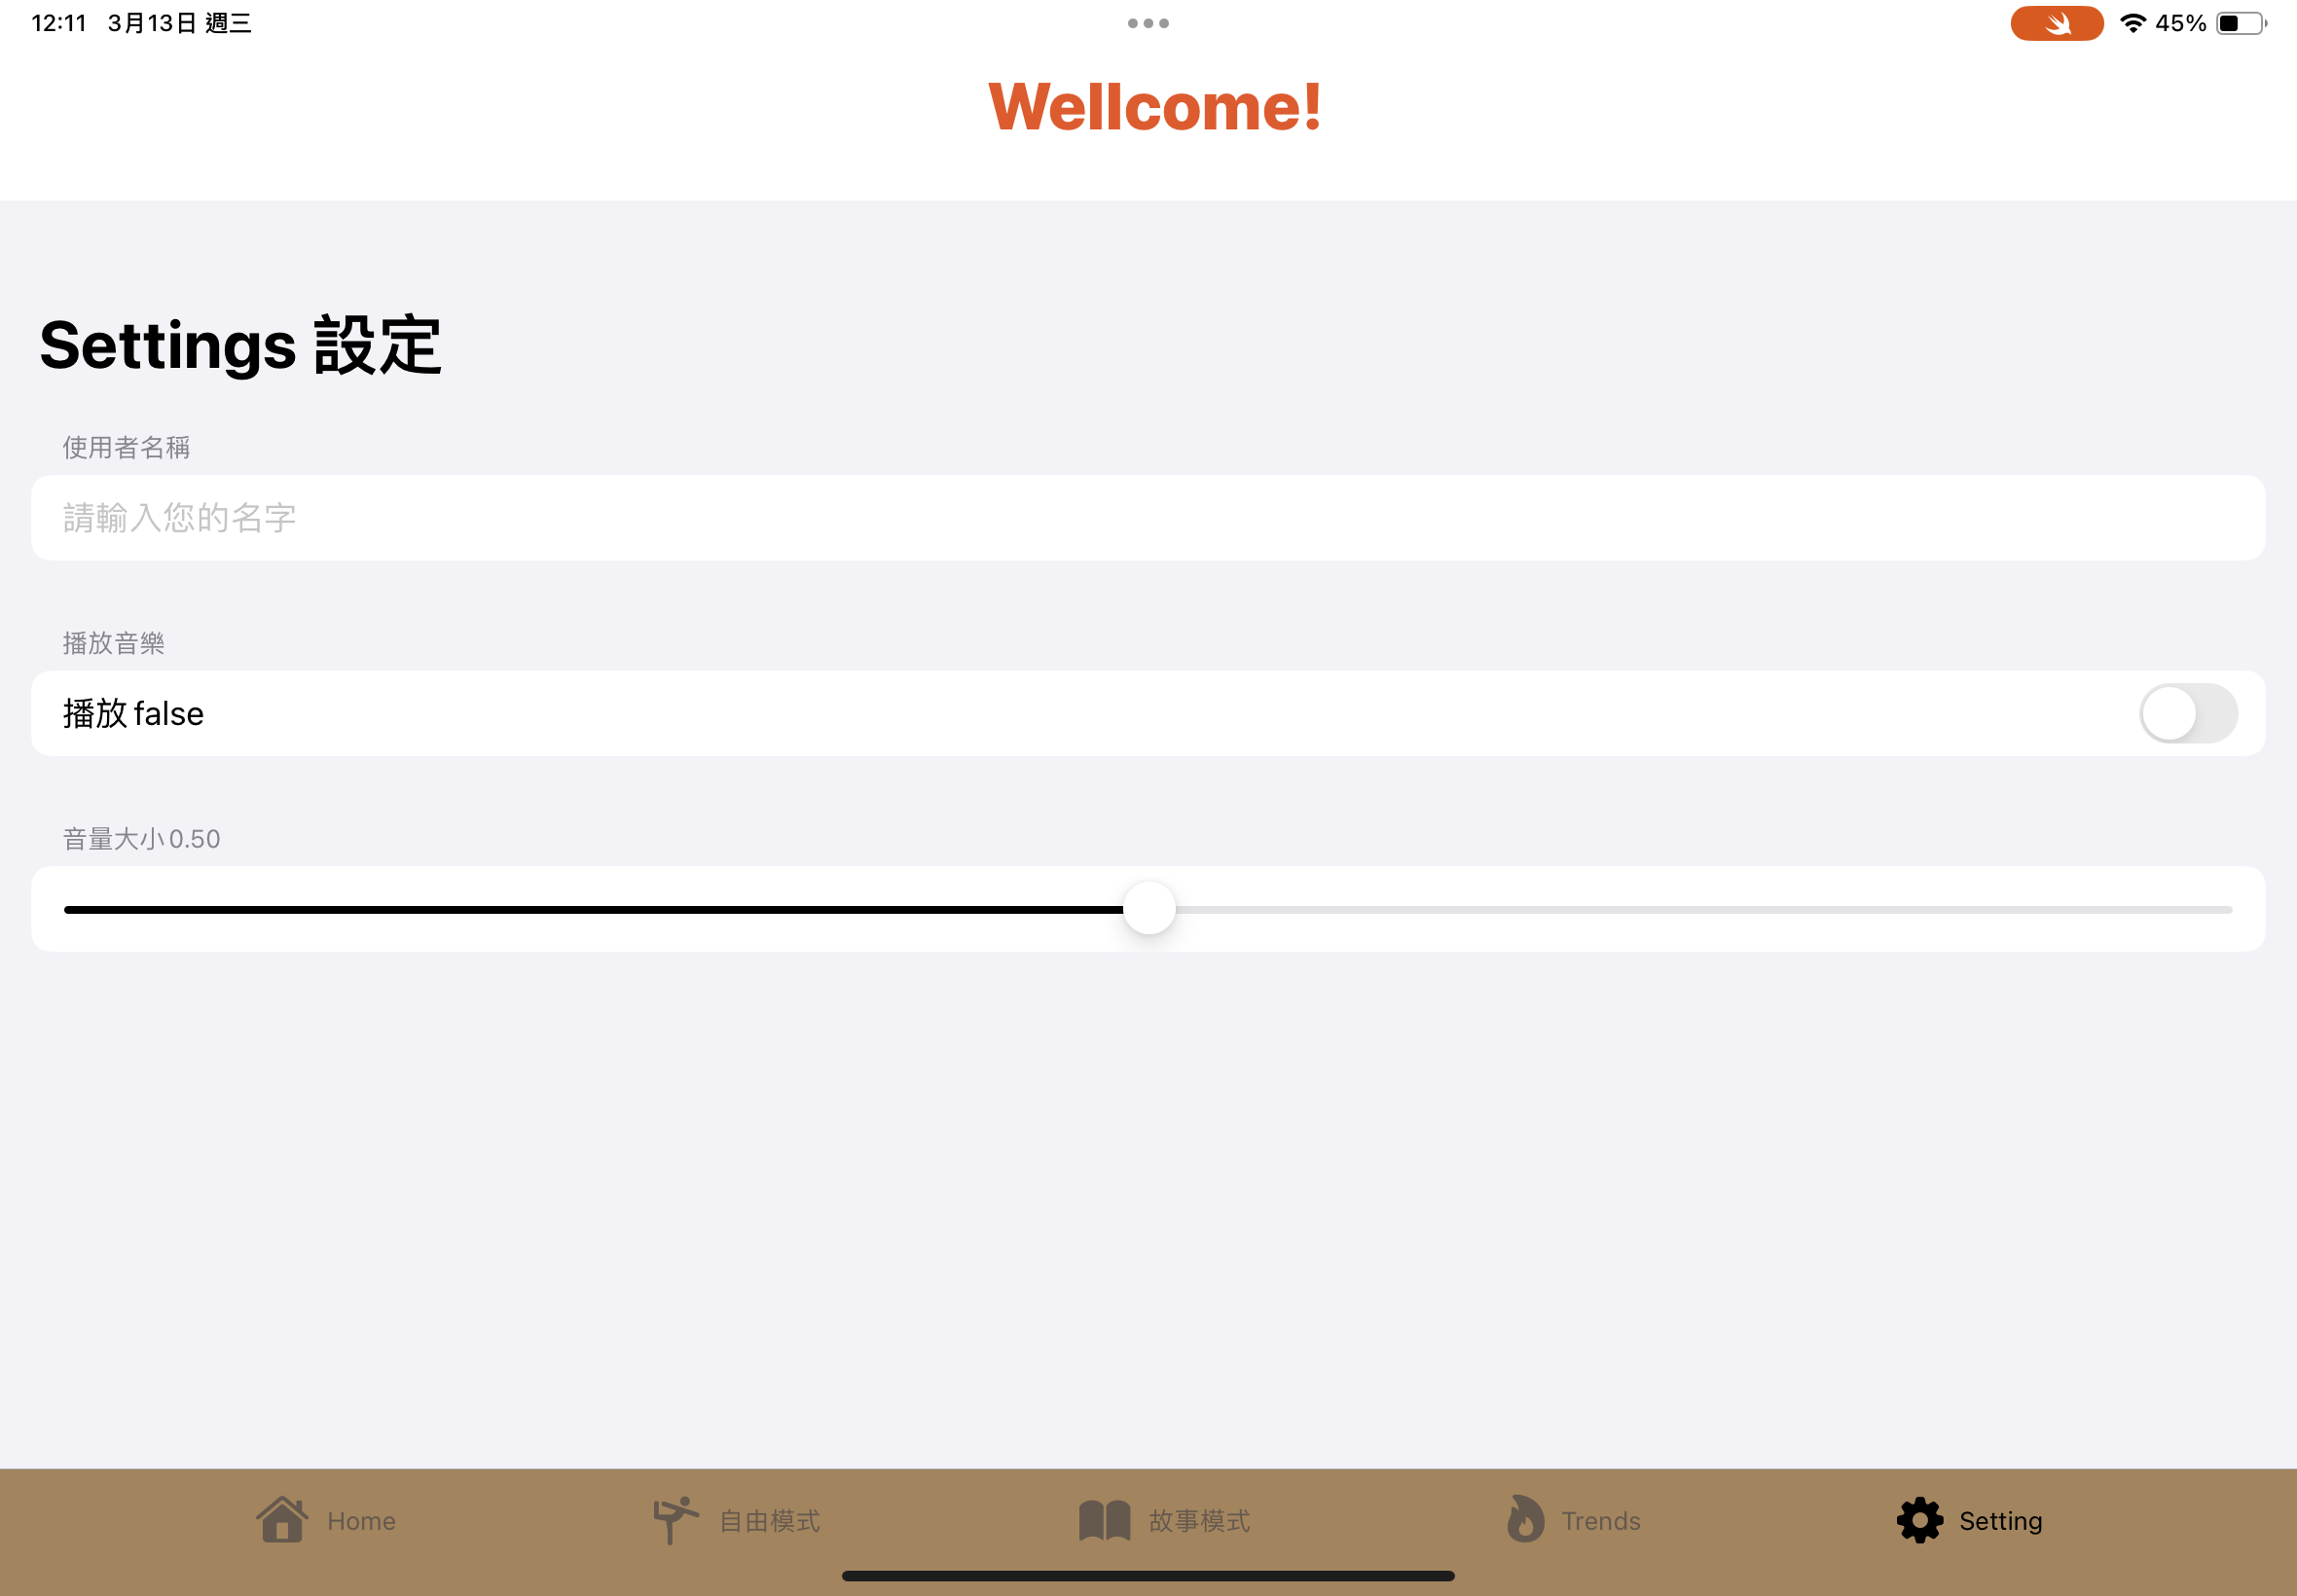 12:11 3月13日 週三
45%
Wellcome!
Settings 設定
使用者名稱
請輸入您的名字
播放音樂
播放 false
音量大小 0.50
Home 自由模式 故事模式 Trends Setting